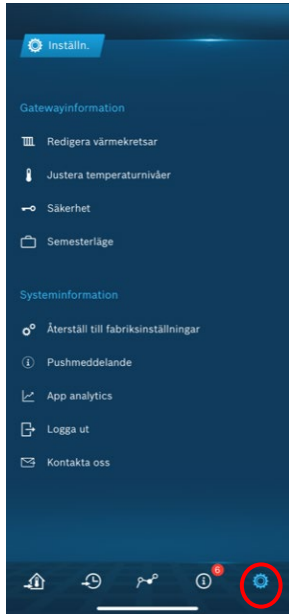 Inställn.
Gatewayinformation
Redigera värmekretsar
Justera temperaturnivåer
Säkerhet
Semesterläge
Systeminformation
Återställ till fabriksinställningar
Pushmeddelande
App analytics
Logga ut
Kontakta oss
6